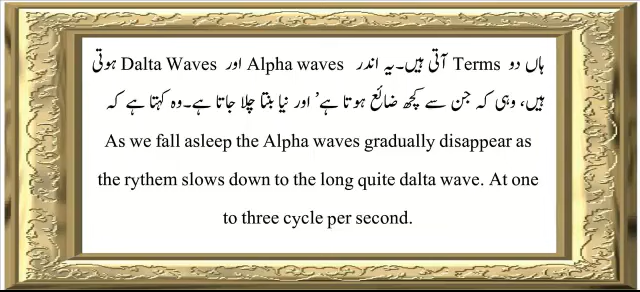 ہاں دو Terms آتی ہیں۔یہ اندر Alpha waves اور Dalta Waves ہوتی
ہیں، وہی کہ جن سے کچھ ضائع ہوتا ہے’ اور نیا بنتا چلا جاتا ہے۔وہ کہتا ہے کہ
As we fall asleep the Alpha waves gradually disappear as
the rythem slows down to the long quite dalta wave. At one
to three cycle per second.